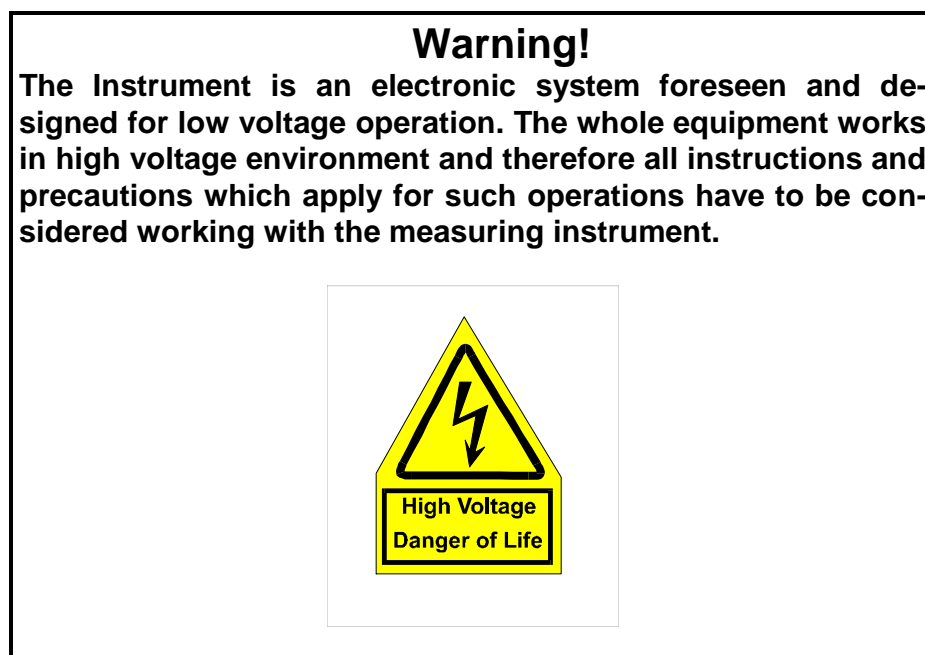 Warning!
The Instrument is an electronic system foreseen and de-
signed for low voltage operation. The whole equipment works
in high voltage environment and therefore all instructions and
precautions which apply for such operations have to be con-
sidered working with the measuring instrument.
High Voltage
Danger of Life